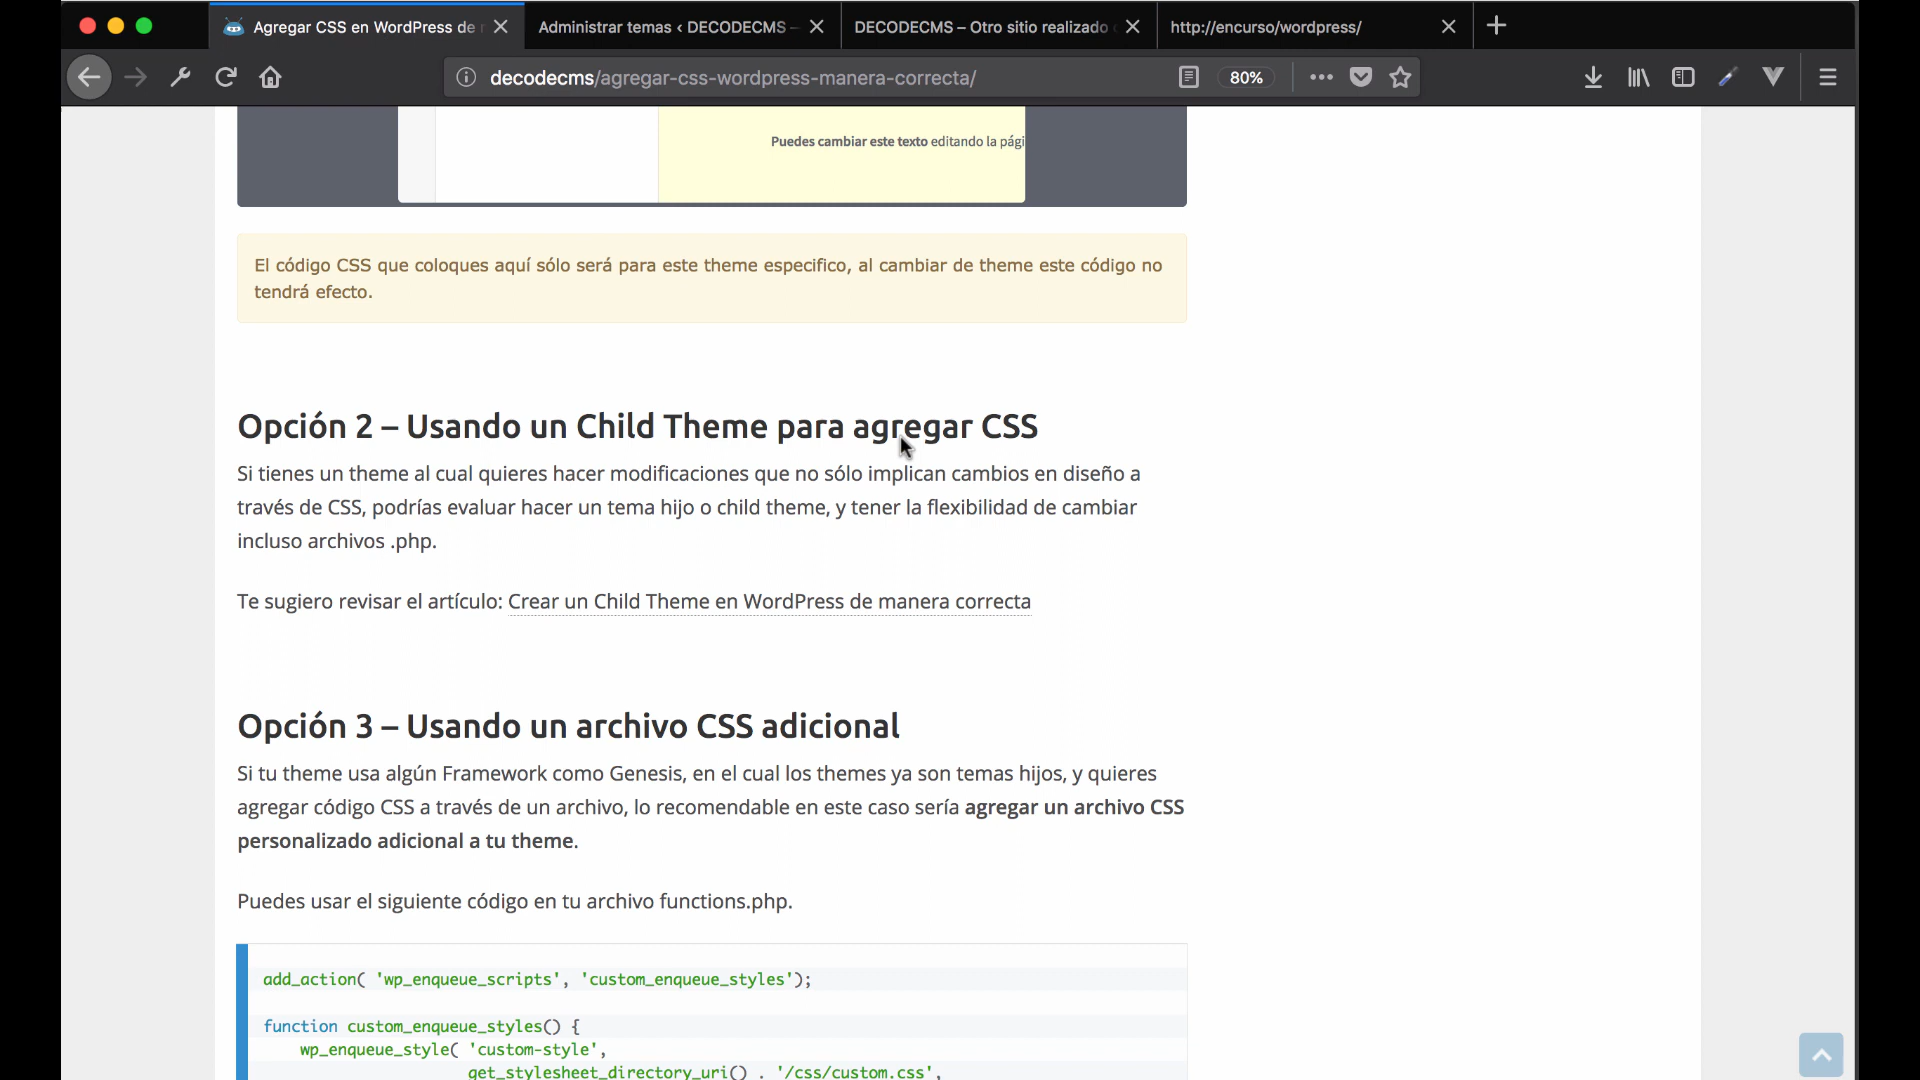 Agregar CSS en WordPress de
Administrar temas ‹ DECODECMS –
DECODECMS – Otro sitio realizado
http://encurso/wordpress/
decodecms/agregar-css-wordpress-manera-correcta/
80%
Puedes cambiar este texto editando la pági
El código CSS que coloques aquí sólo será para este theme especifico, al cambiar de theme este código no
tendrá efecto.
Opción 2 – Usando un Child Theme para agregar CSS
Si tienes un theme al cual quieres hacer modificaciones que no sólo implican cambios en diseño a
través de CSS, podrías evaluar hacer un tema hijo o child theme, y tener la flexibilidad de cambiar
incluso archivos .php.
Te sugiero revisar el artículo: Crear un Child Theme en WordPress de manera correcta
Opción 3 – Usando un archivo CSS adicional
Si tu theme usa algún Framework como Genesis, en el cual los themes ya son temas hijos, y quieres
agregar código CSS a través de un archivo, lo recomendable en este caso sería agregar un archivo CSS
personalizado adicional a tu theme.
Puedes usar el siguiente código en tu archivo functions.php.
add_action( 'wp_enqueue_scripts', 'custom_enqueue_styles');
function custom_enqueue_styles() {
wp_enqueue_style( 'custom-style',
get_stylesheet_directory_uri() . '/css/custom.css',